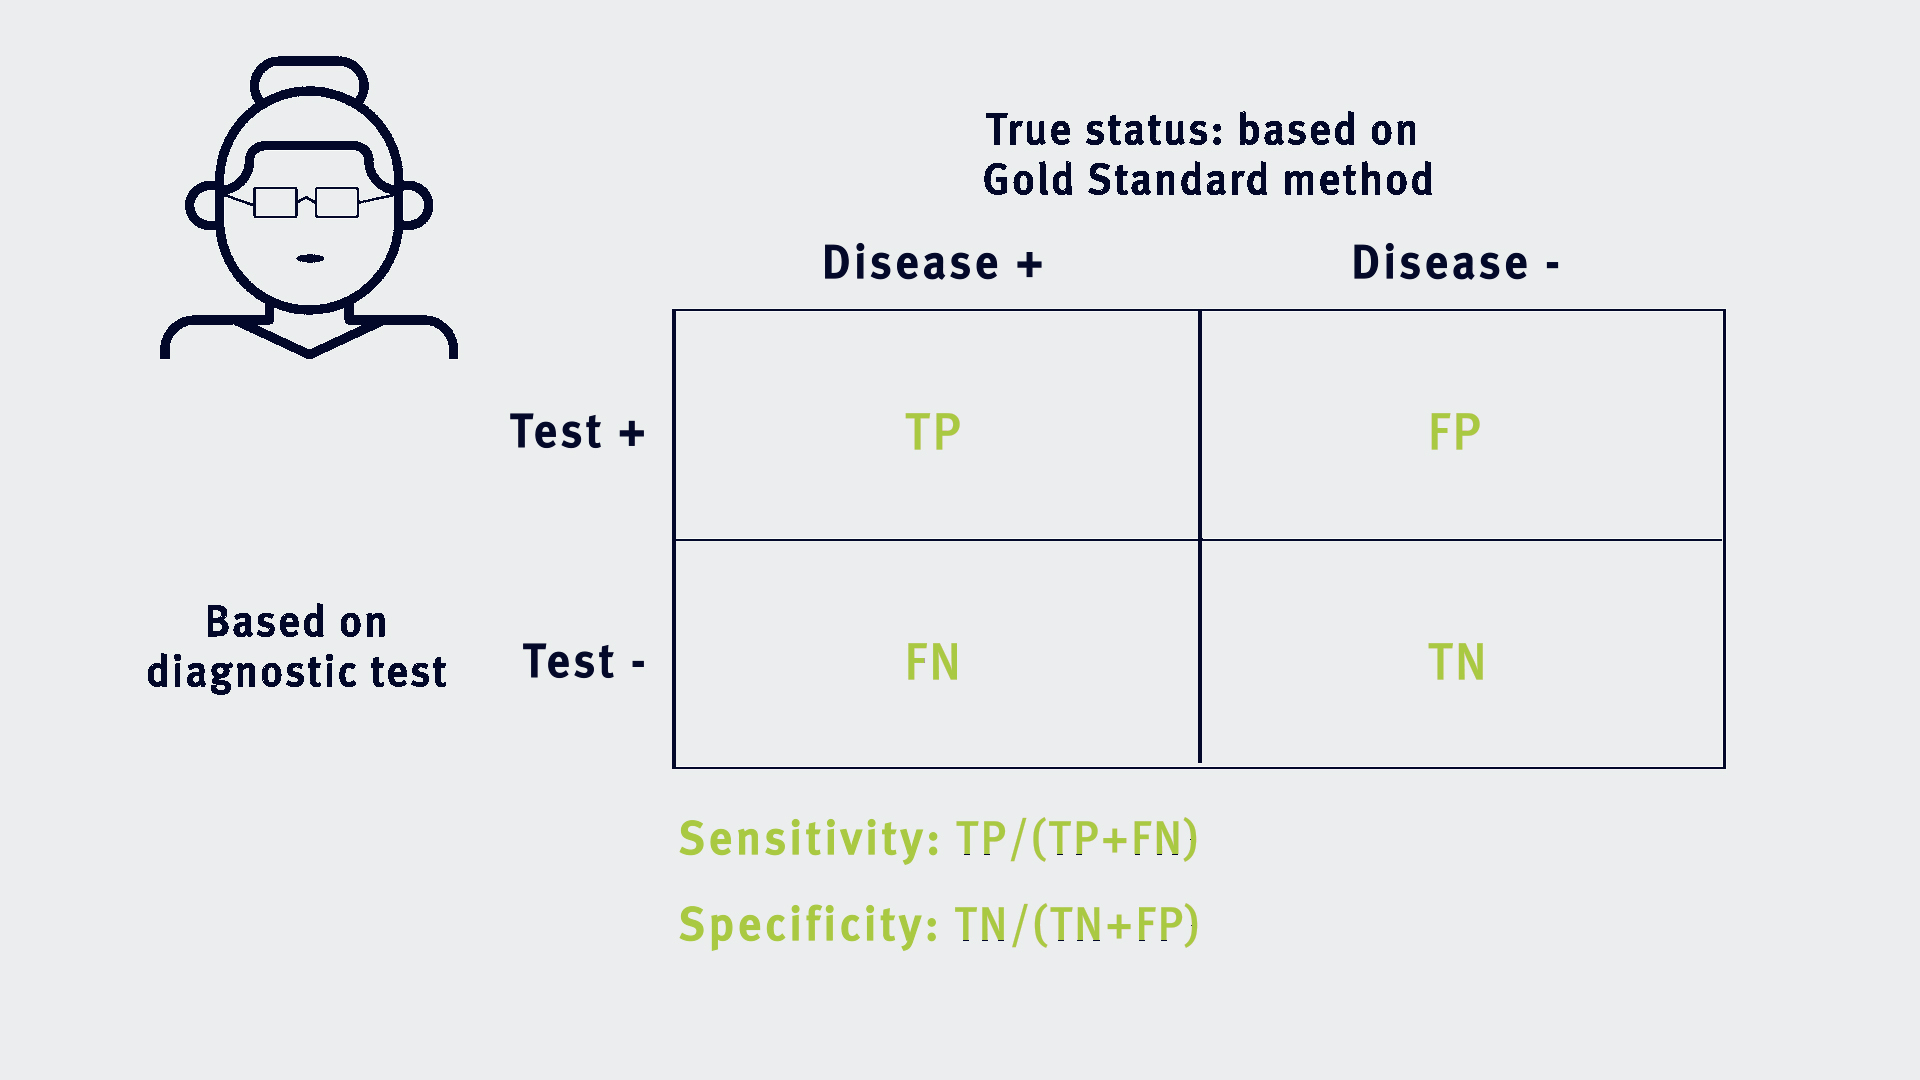 True status: based on
Gold Standard method
Disease +
Disease -
Test +
TP
FP
Based on
diagnostic test
Test -
FN
TN
Sensitivity: TP/(TP+FN)
Specificity: TN/(TN+FP)